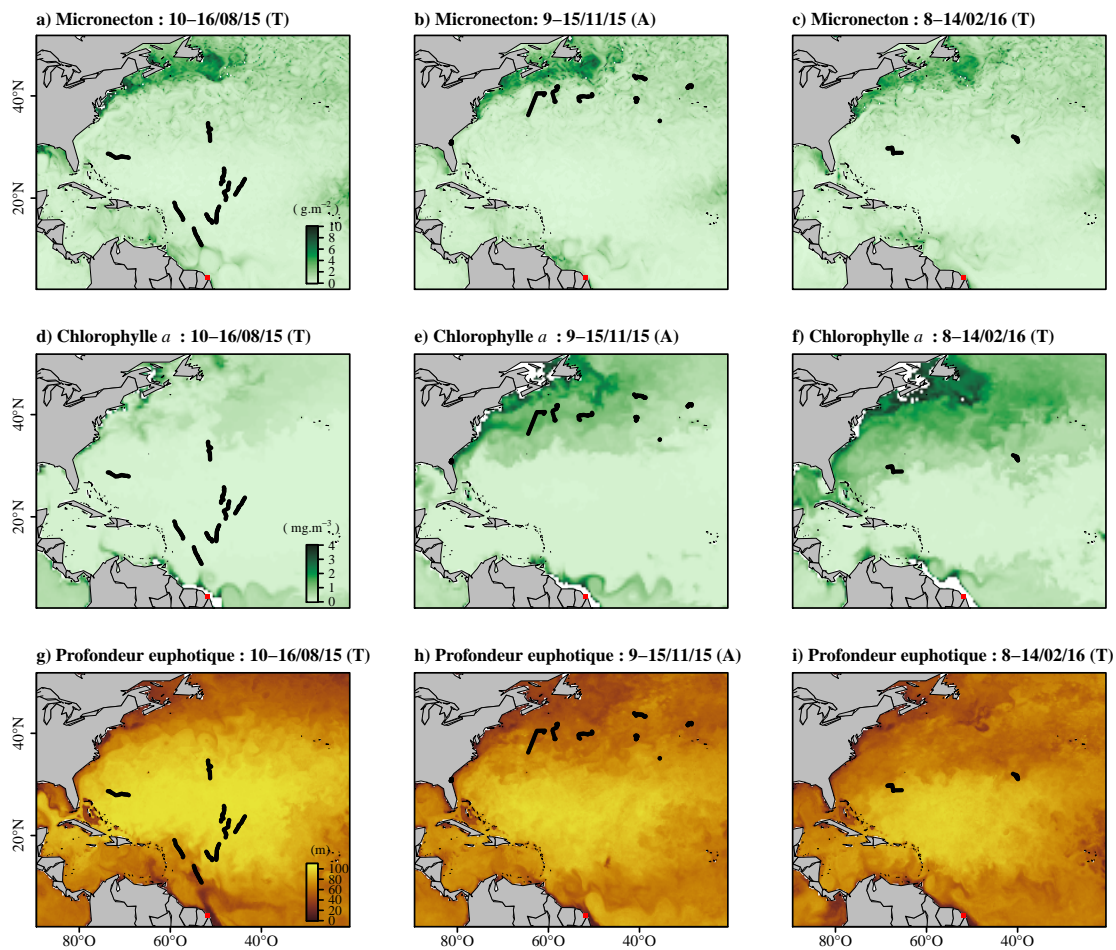 a) Micronecton : 10–16/08/15 (T)
b) Micronecton: 9–15/11/15 (A)
c) Micronecton : 8–14/02/16 (T)
40°N
20°N
( g.m⁻²)
10
8
6
4
2
0
d) Chlorophylle a : 10–16/08/15 (T)
e) Chlorophylle a : 9–15/11/15 (A)
f) Chlorophylle a : 8–14/02/16 (T)
40°N
20°N
( mg.m⁻³)
4
3
2
1
0
g) Profondeur euphotique : 10–16/08/15 (T)
h) Profondeur euphotique : 9–15/11/15 (A)
i) Profondeur euphotique : 8–14/02/16 (T)
40°N
20°N
(m)
100
80
60
40
20
0
80°O 60°O 40°O
80°O 60°O 40°O
80°O 60°O 40°O